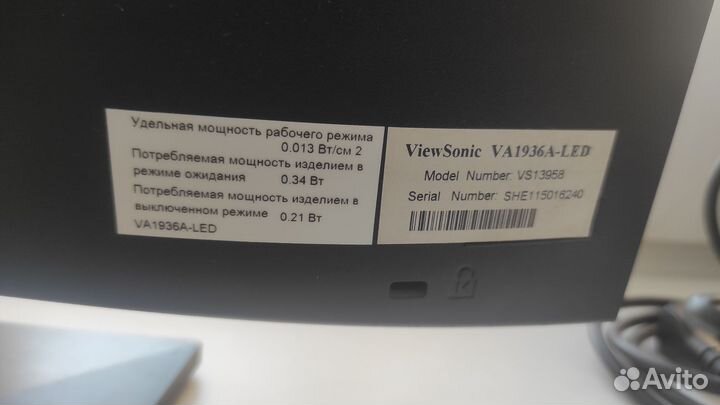 Удельная мощность рабочего режима
0.013 Вт/см 2
Потребляемая мощность изделием в
режиме ожидания 0.34 Вт
Потребляемая мощность изделием в
выключенном режиме 0.21 Вт
VA1936A-LED
ViewSonic VA1936A-LED
Model Number: VS13958
Serial Number: SHE115016240
Avito